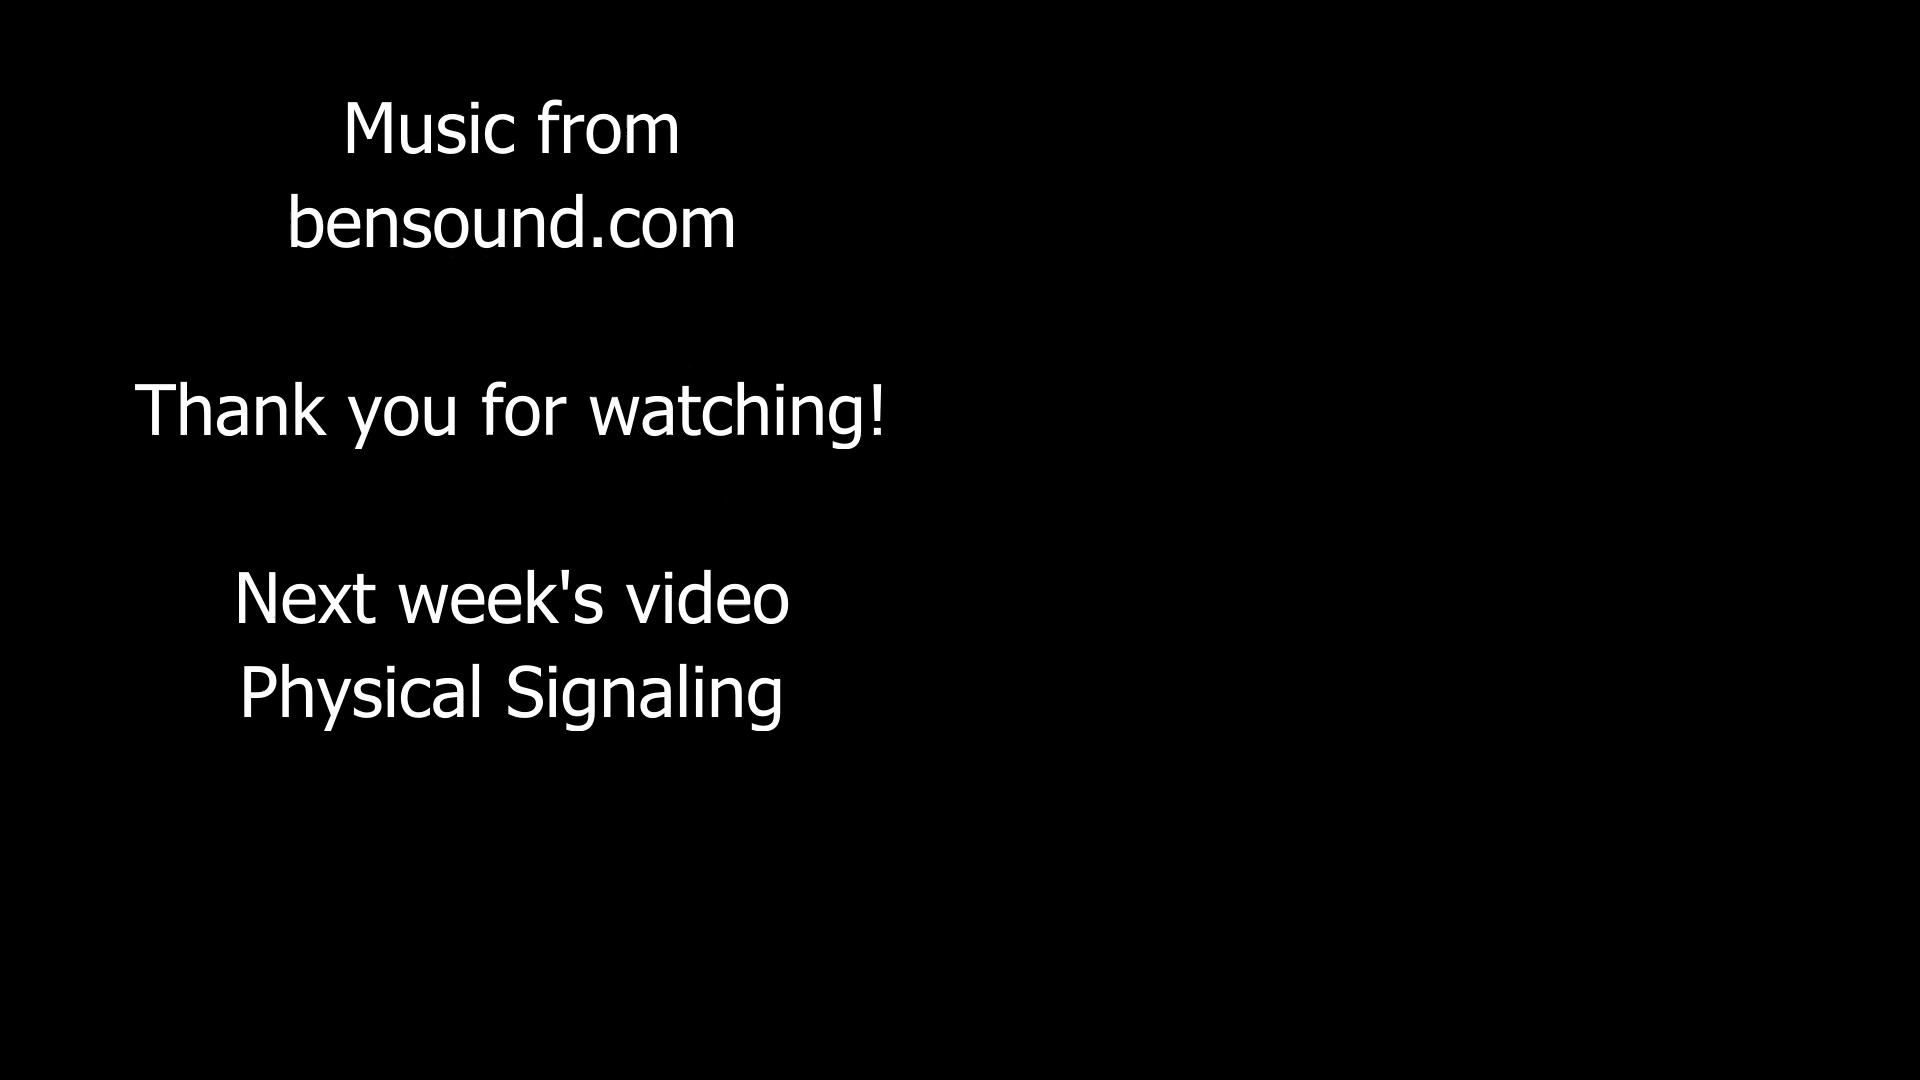 Music from
bensound.com
Thank you for watching!
Next week's video
Physical Signaling